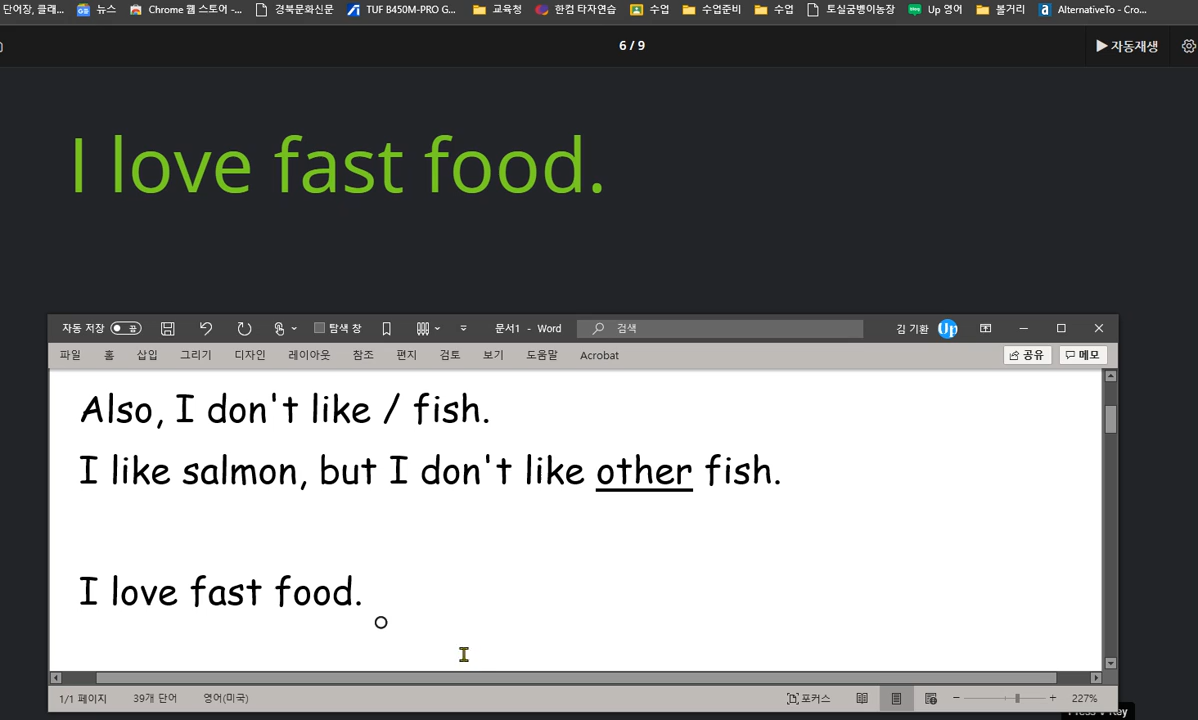 단어장, 클래... 뉴스 Chrome 웹 스토어 -... 경북문화신문 TUF B450M-PRO G... 교육청 한컴 타자연습 수업 수업준비 수업 토실굼벵이농장 Up 영어 볼거리 AlternativeTo - Cro...
6 / 9 ▶ 자동재생
I love fast food.
자동 저장 끔 탐색 창 문서1 - Word 검색 김 기환 Up
파일 홈 삽입 그리기 디자인 레이아웃 참조 편지 검토 보기 도움말 Acrobat 공유 메모
Also, I don't like / fish.
I like salmon, but I don't like other fish.
I love fast food.
1/1 페이지 39개 단어 영어(미국) 포커스 227%